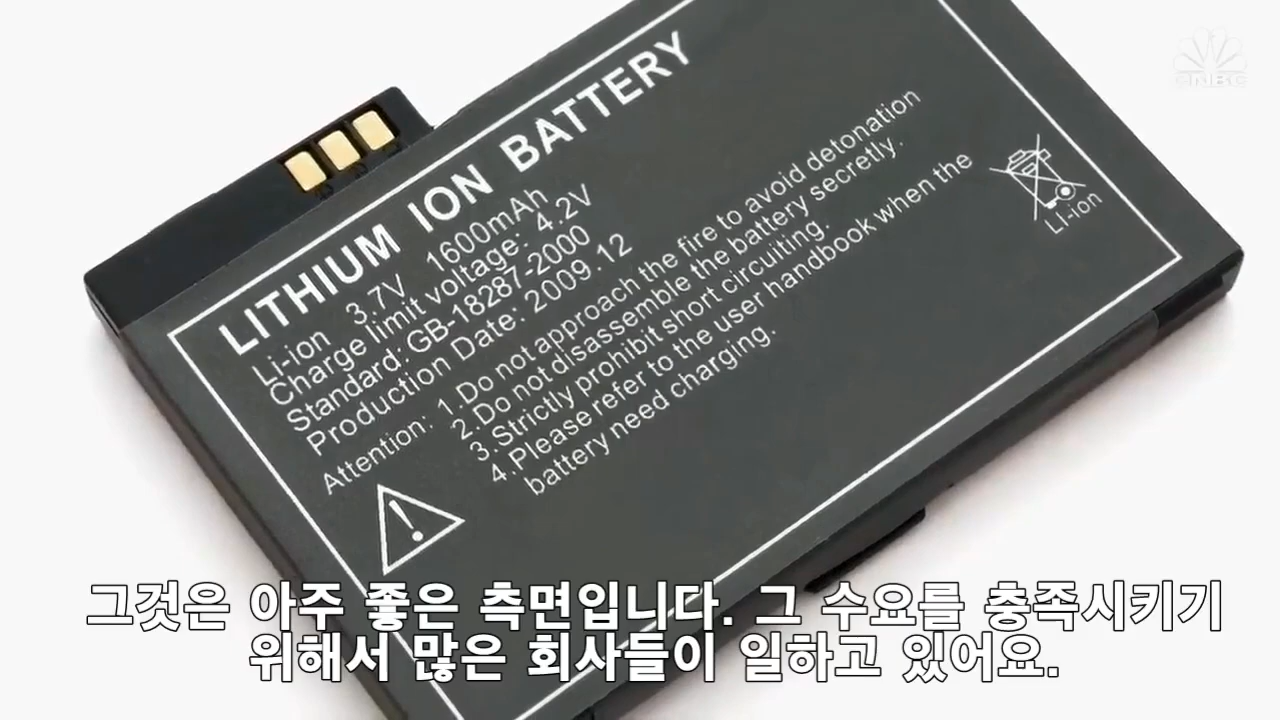 CNBC
LITHIUM ION BATTERY
Li-ion 3.7V 1600mAh
Charge limit voltage: 4.2V
Standard: GB-18287-2000
Production Date: 2009.12
Attention: 1.Do not approach the fire to avoid detonation
2.Do not disassemble the battery secretly.
3.Strictly prohibit short circuiting.
4.Please refer to the user handbook when the
battery need charging.
LI-ion
그것은 아주 좋은 측면입니다. 그 수요를 충족시키기
위해서 많은 회사들이 일하고 있어요.